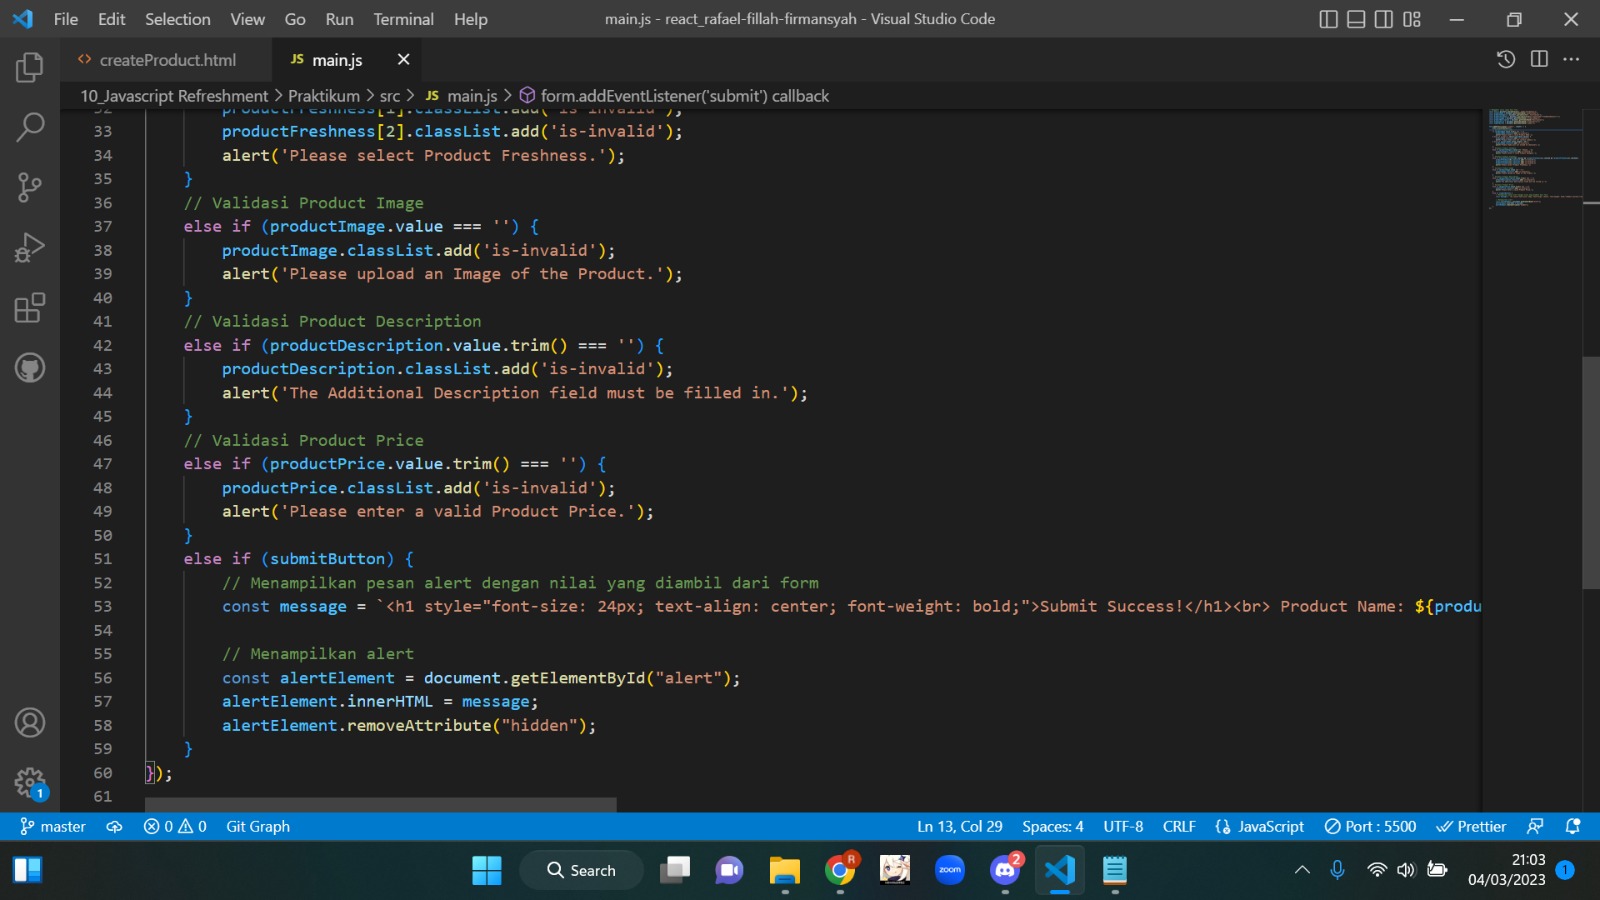 File Edit Selection View Go Run Terminal Help main.js - react_rafael-fillah-firmansyah - Visual Studio Code
<> createProduct.html JS main.js
10_Javascript Refreshment > Praktikum > src > JS main.js > form.addEventListener('submit') callback
32 productFreshness[1].classList.add('is-invalid');
33 productFreshness[2].classList.add('is-invalid');
34 alert('Please select Product Freshness.');
35 }
36 // Validasi Product Image
37 else if (productImage.value === '') {
38 productImage.classList.add('is-invalid');
39 alert('Please upload an Image of the Product.');
40 }
41 // Validasi Product Description
42 else if (productDescription.value.trim() === '') {
43 productDescription.classList.add('is-invalid');
44 alert('The Additional Description field must be filled in.');
45 }
46 // Validasi Product Price
47 else if (productPrice.value.trim() === '') {
48 productPrice.classList.add('is-invalid');
49 alert('Please enter a valid Product Price.');
50 }
51 else if (submitButton) {
52 // Menampilkan pesan alert dengan nilai yang diambil dari form
53 const message = `<h1 style="font-size: 24px; text-align: center; font-weight: bold;">Submit Success!</h1><br> Product Name: ${produ
54
55 // Menampilkan alert
56 const alertElement = document.getElementById("alert");
57 alertElement.innerHTML = message;
58 alertElement.removeAttribute("hidden");
59 }
60 });
61
1
master 0 0 Git Graph Ln 13, Col 29 Spaces: 4 UTF-8 CRLF {} JavaScript Port : 5500 Prettier
Search R zoom 2 21:03 1
04/03/2023